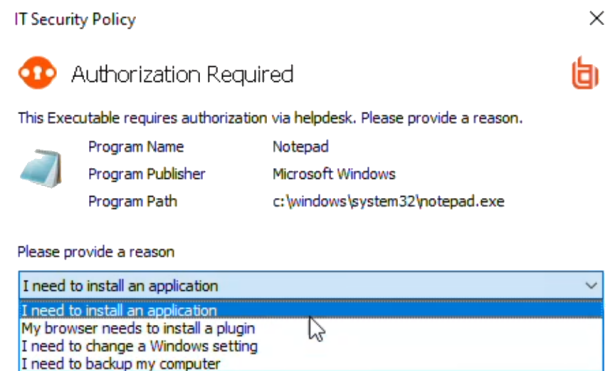 IT Security Policy
Authorization Required
This Executable requires authorization via helpdesk. Please provide a reason.
Program Name Notepad
Program Publisher Microsoft Windows
Program Path c:\windows\system32\notepad.exe
Please provide a reason
I need to install an application
I need to install an application
My browser needs to install a plugin
I need to change a Windows setting
I need to backup my computer